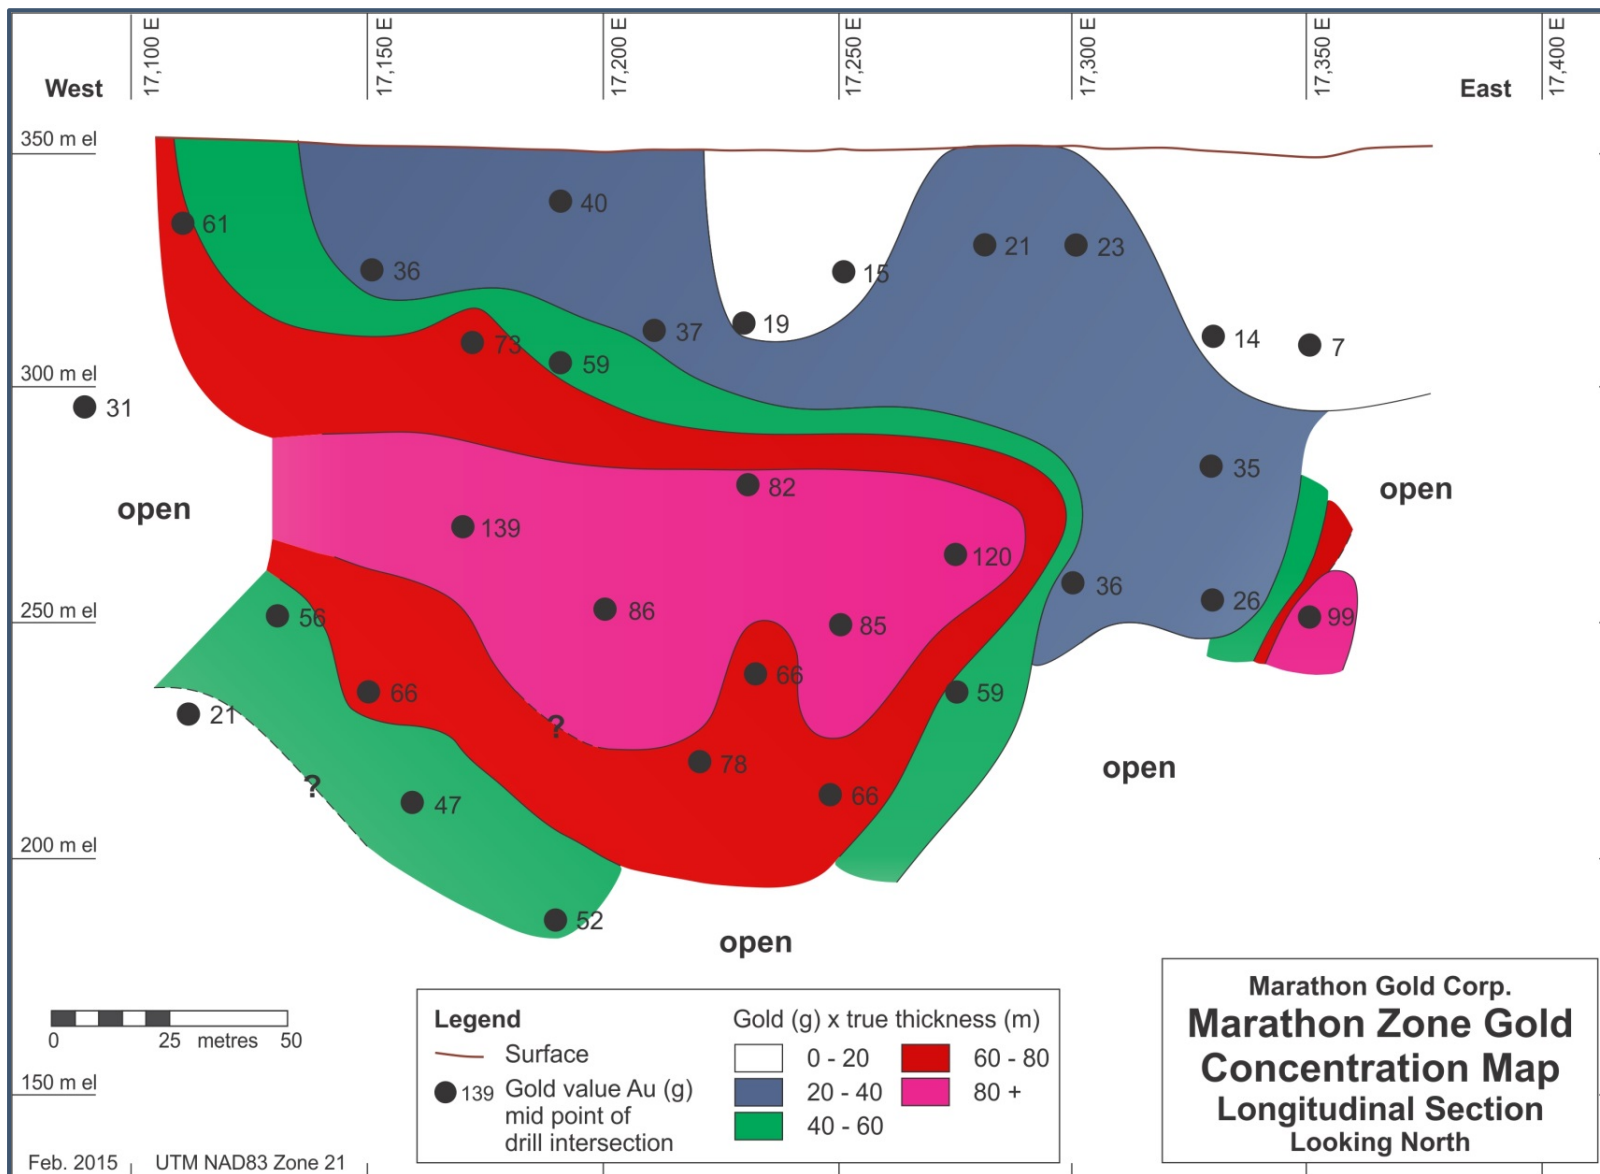 17,100 E
17,150 E
17,200 E
17,250 E
17,300 E
17,350 E
17,400 E
West
East
350 m el
40
61
36
21
23
15
19
37
14
7
73
59
300 m el
31
35
82
open
open
139
120
36
26
86
250 m el
56
85
99
66
66
59
21
?
78
open
?
47
66
200 m el
52
open
0 25 metres 50
150 m el
Legend
Surface
139 Gold value Au (g)
mid point of
drill intersection
Gold (g) x true thickness (m)
0 - 20
20 - 40
40 - 60
60 - 80
80 +
Marathon Gold Corp.
Marathon Zone Gold
Concentration Map
Longitudinal Section
Looking North
Feb. 2015 UTM NAD83 Zone 21